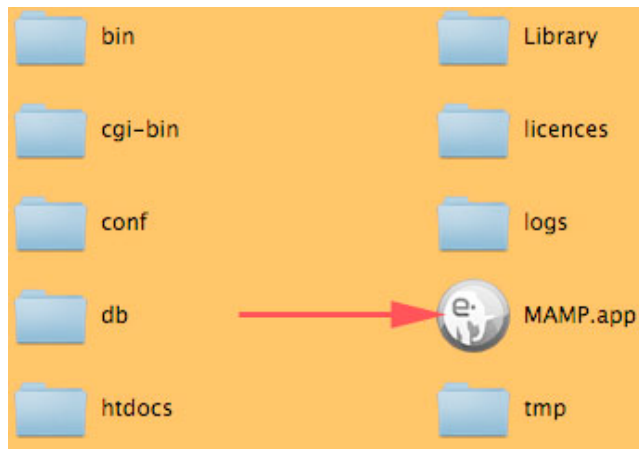 bin
Library
cgi-bin
licences
conf
logs
db
e.
MAMP.app
htdocs
tmp